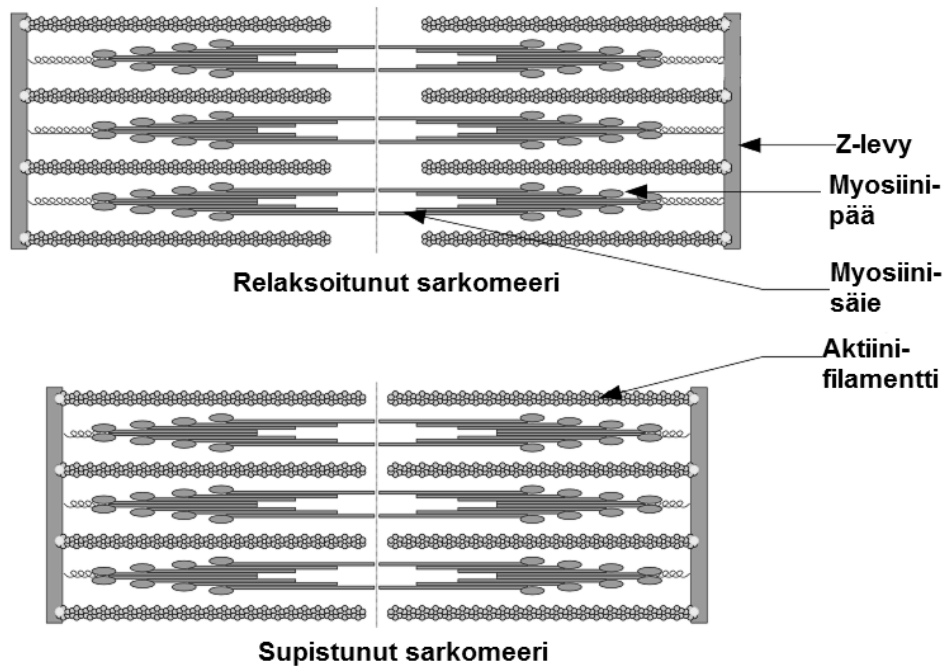 Z-levy
Myosiini-
pää
Relaksoitunut sarkomeeri
Myosiini-
säie
Aktiini-
filamentti
Supistunut sarkomeeri